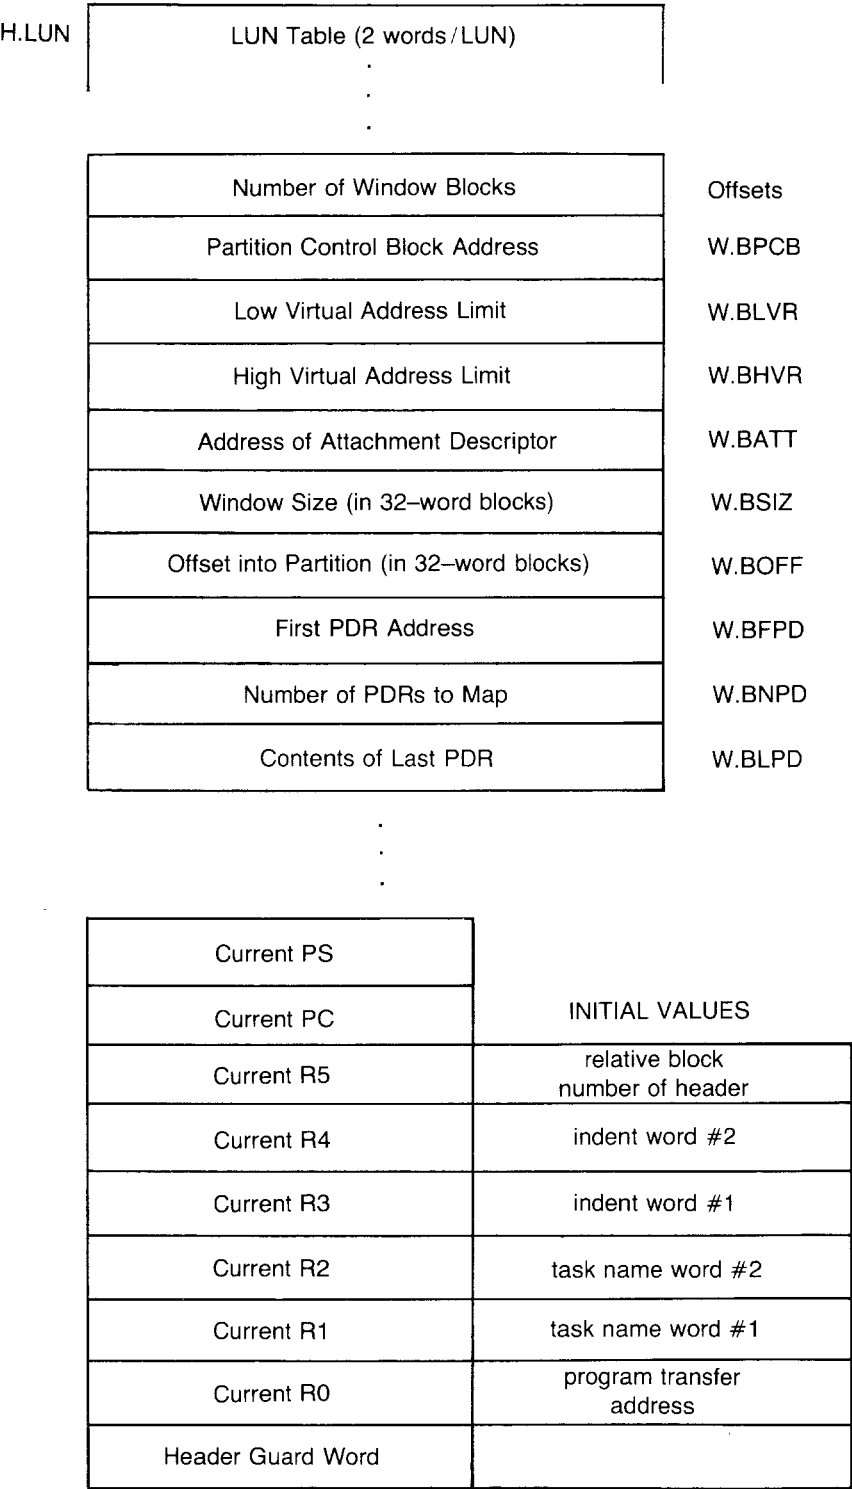 H.LUN LUN Table (2 words/LUN)
.
.
.
Number of Window Blocks Offsets
Partition Control Block Address W.BPCB
Low Virtual Address Limit W.BLVR
High Virtual Address Limit W.BHVR
Address of Attachment Descriptor W.BATT
Window Size (in 32–word blocks) W.BSIZ
Offset into Partition (in 32–word blocks) W.BOFF
First PDR Address W.BFPD
Number of PDRs to Map W.BNPD
Contents of Last PDR W.BLPD
.
.
.
Current PS
Current PC INITIAL VALUES
Current R5 relative block
number of header
Current R4 indent word #2
Current R3 indent word #1
Current R2 task name word #2
Current R1 task name word #1
Current R0 program transfer
address
Header Guard Word